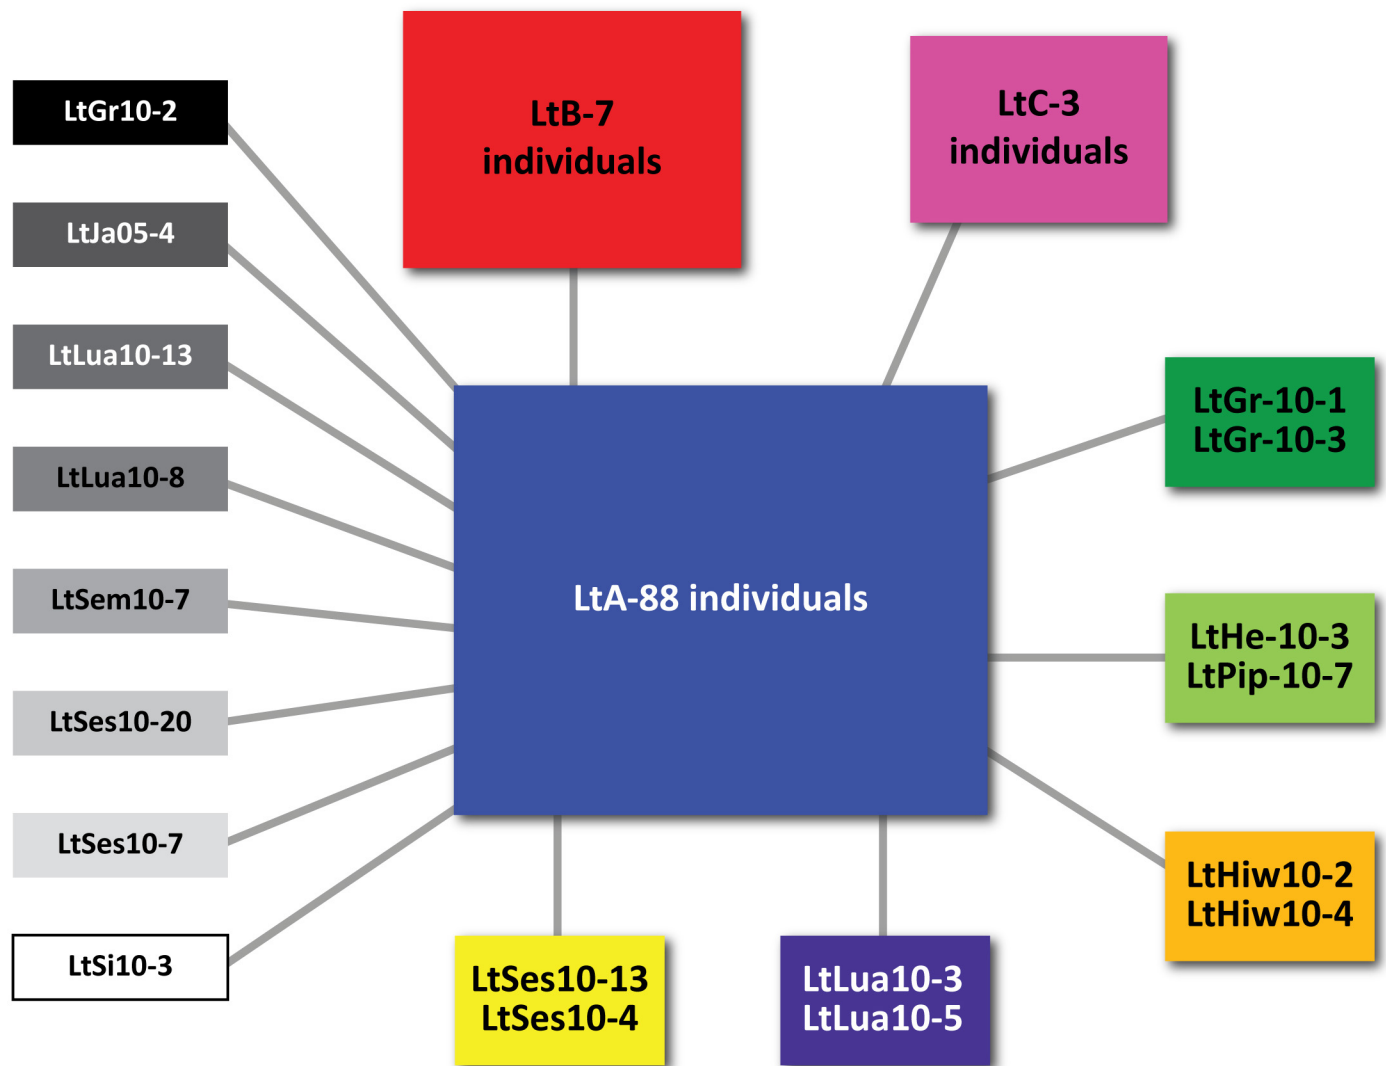 LtGr10-2
LtJa05-4
LtLua10-13
LtLua10-8
LtSem10-7
LtSes10-20
LtSes10-7
LtSi10-3
LtB-7
individuals
LtC-3
individuals
LtA-88 individuals
LtGr-10-1
LtGr-10-3
LtHe-10-3
LtPip-10-7
LtHiw10-2
LtHiw10-4
LtSes10-13
LtSes10-4
LtLua10-3
LtLua10-5